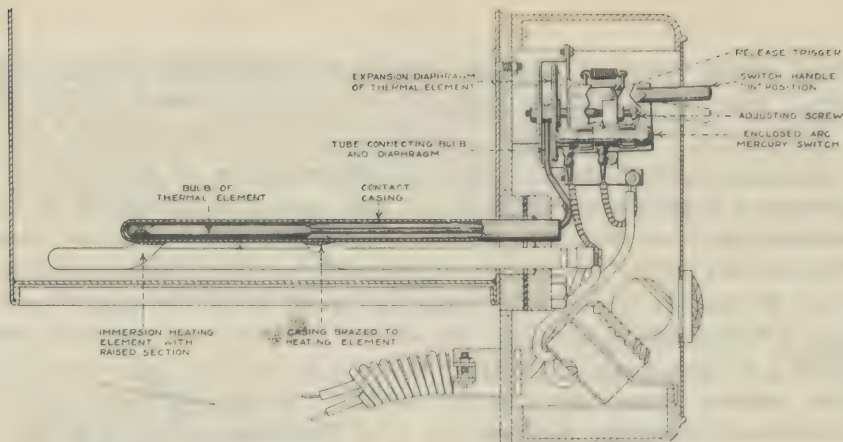 RELEASE TRIGGER
EXPANSION DIAPHRAGM
OF THERMAL ELEMENT
SWITCH HANDLE
"ON" POSITION
ADJUSTING SCREW
TUBE CONNECTING BULB
AND DIAPHRAGM
ENCLOSED ARC
MERCURY SWITCH
BULB OF
THERMAL ELEMENT
CONTACT
CASING
IMMERSION HEATING
ELEMENT WITH
RAISED SECTION
CASING BRAZED TO
HEATING ELEMENT